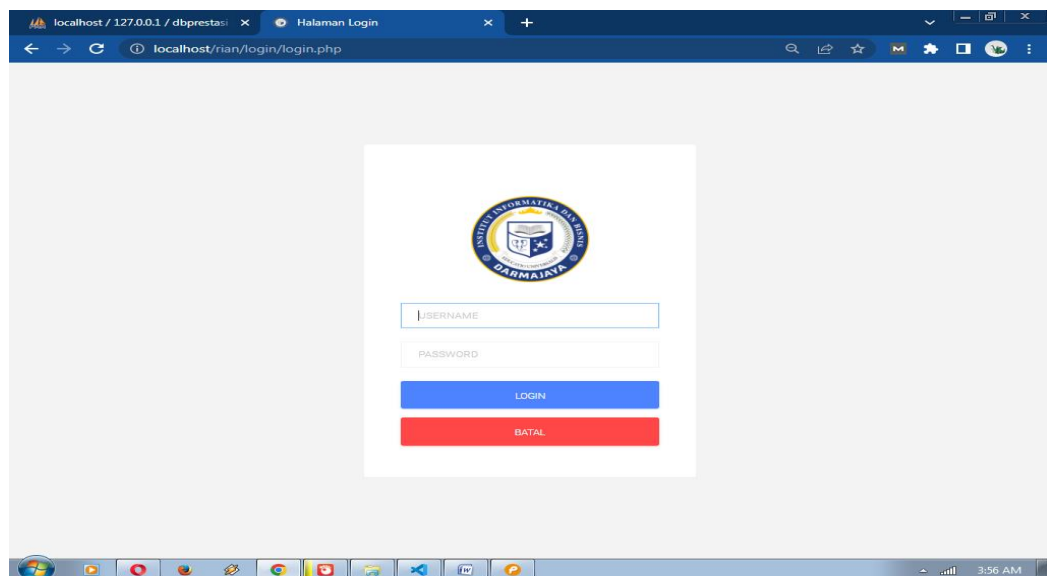 localhost / 127.0.0.1 / dbprestasi
Halaman Login
localhost/rian/login/login.php
INSTITUT INFORMATIKA DAN BISNIS
DARMAJAYA
USERNAME
PASSWORD
LOGIN
BATAL
3:56 AM